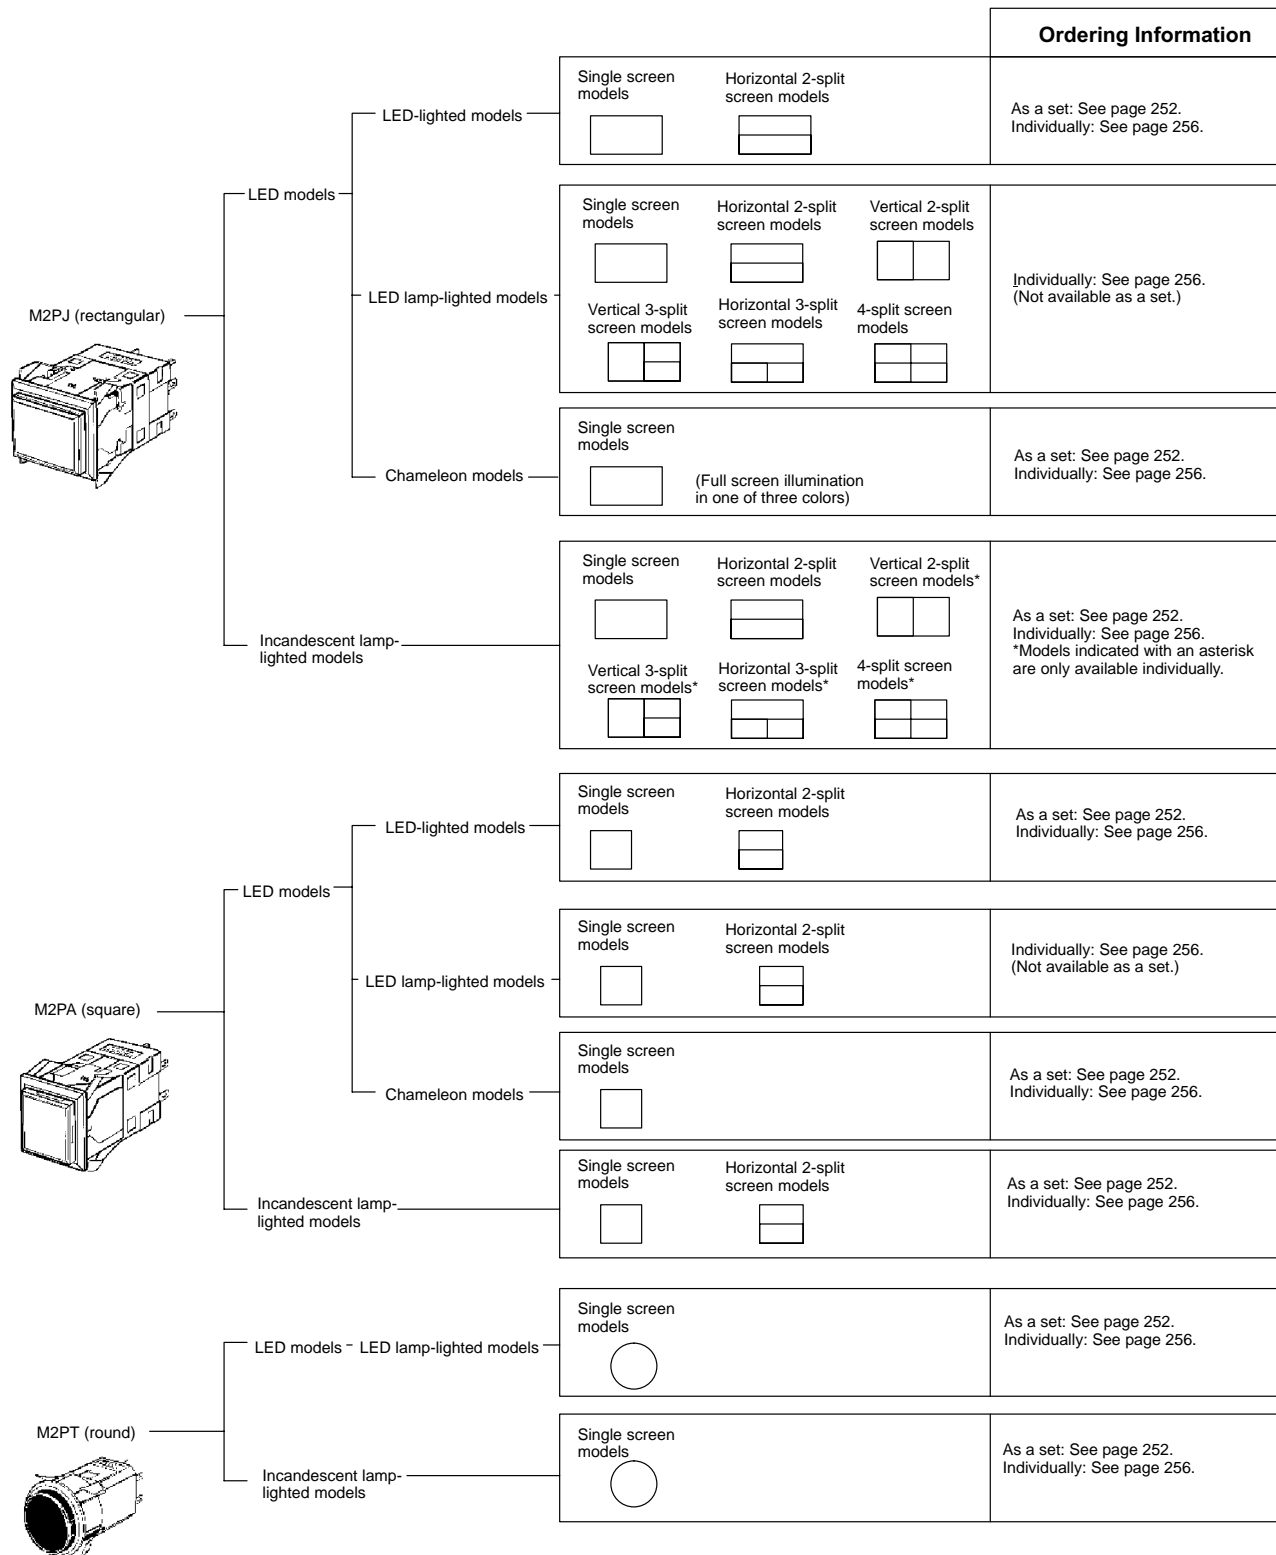 Ordering Information
Single screen
models
Horizontal 2-split
screen models
As a set: See page 252.
Individually: See page 256.
LED-lighted models
LED models
Single screen
models
Horizontal 2-split
screen models
Vertical 2-split
screen models
Individually: See page 256.
(Not available as a set.)
LED lamp-lighted models
Vertical 3-split
screen models
Horizontal 3-split
screen models
4-split screen
models
M2PJ (rectangular)
Single screen
models
(Full screen illumination
in one of three colors)
As a set: See page 252.
Individually: See page 256.
Chameleon models
Single screen
models
Horizontal 2-split
screen models
Vertical 2-split
screen models*
As a set: See page 252.
Individually: See page 256.
*Models indicated with an asterisk
are only available individually.
Incandescent lamp-
lighted models
Vertical 3-split
screen models*
Horizontal 3-split
screen models*
4-split screen
models*
Single screen
models
Horizontal 2-split
screen models
As a set: See page 252.
Individually: See page 256.
LED-lighted models
LED models
Single screen
models
Horizontal 2-split
screen models
Individually: See page 256.
(Not available as a set.)
LED lamp-lighted models
M2PA (square)
Single screen
models
As a set: See page 252.
Individually: See page 256.
Chameleon models
Single screen
models
Horizontal 2-split
screen models
As a set: See page 252.
Individually: See page 256.
Incandescent lamp-
lighted models
Single screen
models
As a set: See page 252.
Individually: See page 256.
LED models - LED lamp-lighted models
M2PT (round)
Single screen
models
As a set: See page 252.
Individually: See page 256.
Incandescent lamp-
lighted models